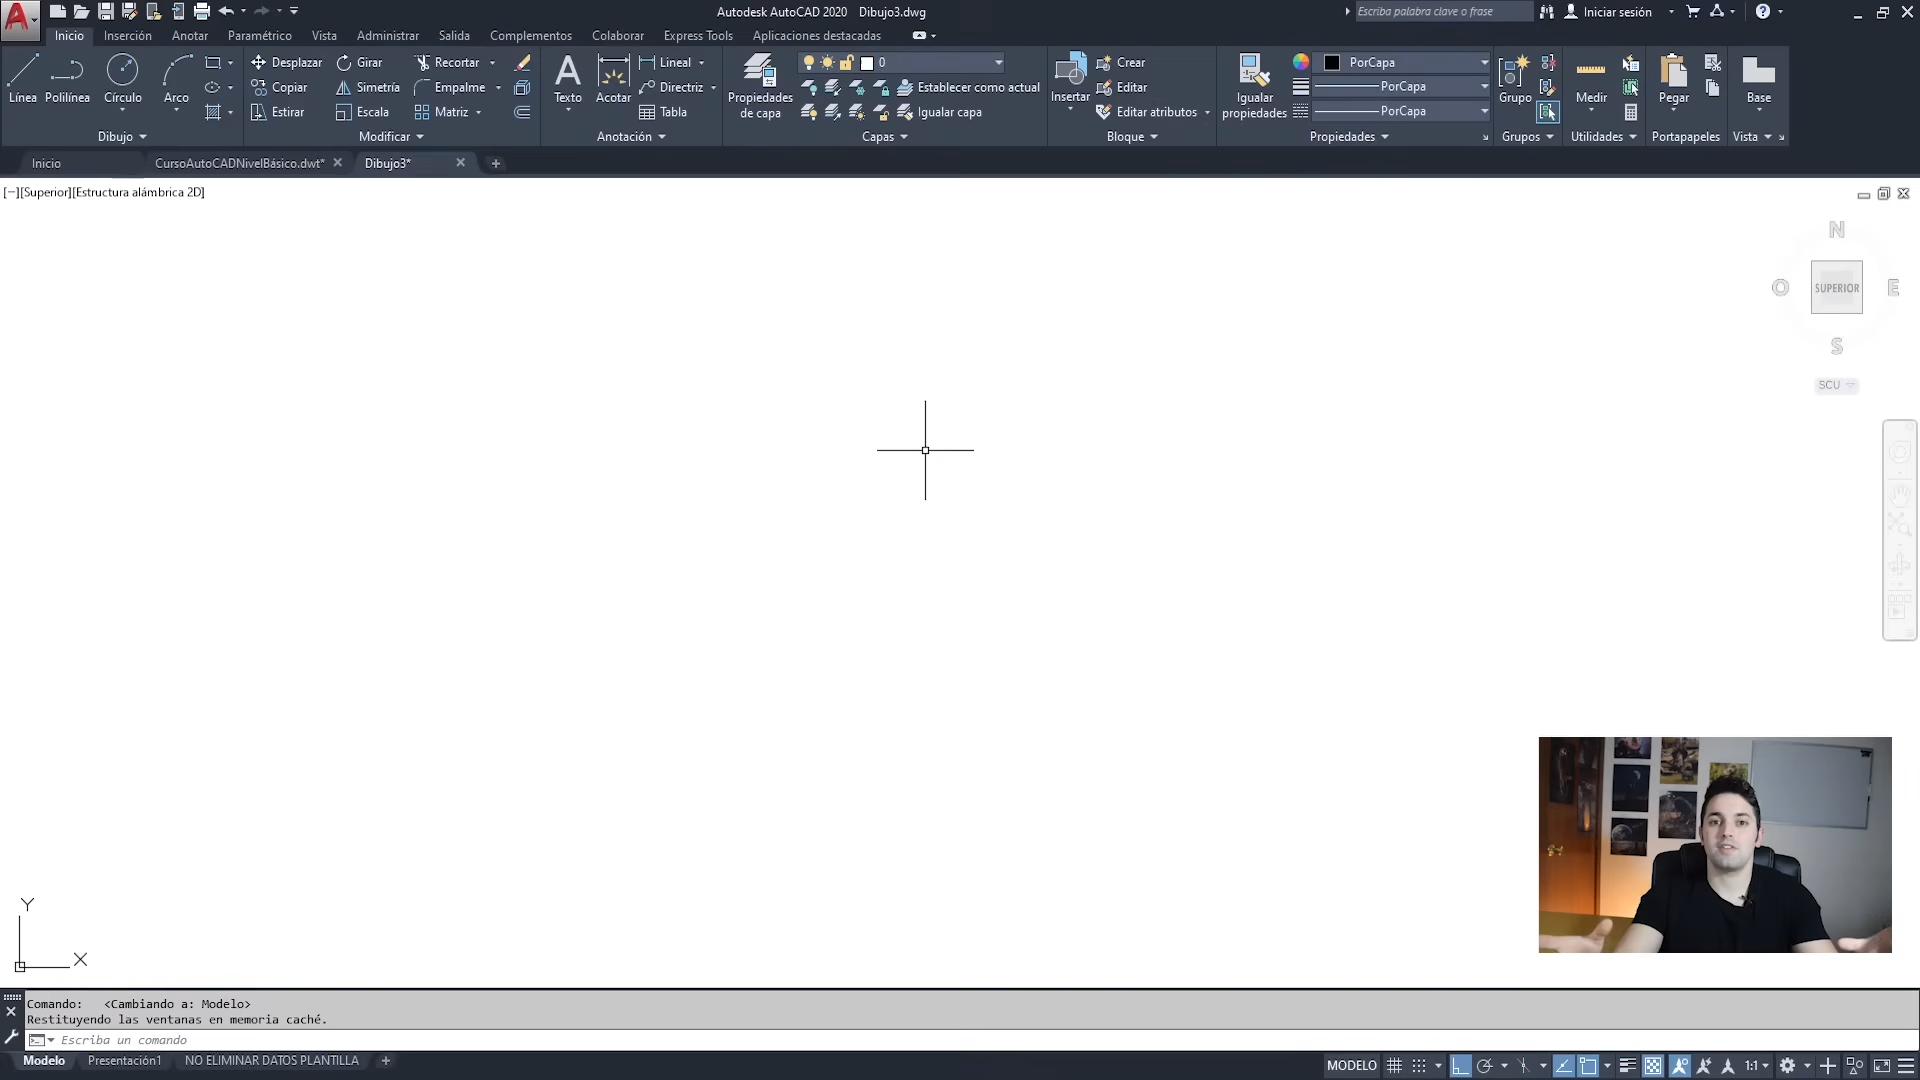 Autodesk AutoCAD 2020 Dibujo3.dwg
Escriba palabra clave o frase
Iniciar sesión
Inicio Inserción Anotar Paramétrico Vista Administrar Salida Complementos Colaborar Express Tools Aplicaciones destacadas
Línea Polilínea Círculo Arco
Dibujo
Desplazar Girar Recortar
Copiar Simetría Empalme
Estirar Escala Matriz
Modificar
Texto Acotar
Lineal
Directriz
Tabla
Anotación
Propiedades
de capa
0
Establecer como actual
Igualar capa
Capas
Insertar
Crear
Editar
Editar atributos
Bloque
Igualar
propiedades
PorCapa
PorCapa
PorCapa
Propiedades
Grupo
Grupos
Medir
Utilidades
Pegar
Portapapeles
Base
Vista
Inicio CursoAutoCADNivelBásico.dwt* Dibujo3*
[−][Superior][Estructura alámbrica 2D]
N
O SUPERIOR E
S
SCU
Y
X
Comando: <Cambiando a: Modelo>
Restituyendo las ventanas en memoria caché.
Escriba un comando
Modelo Presentación1 NO ELIMINAR DATOS PLANTILLA +
MODELO 1:1